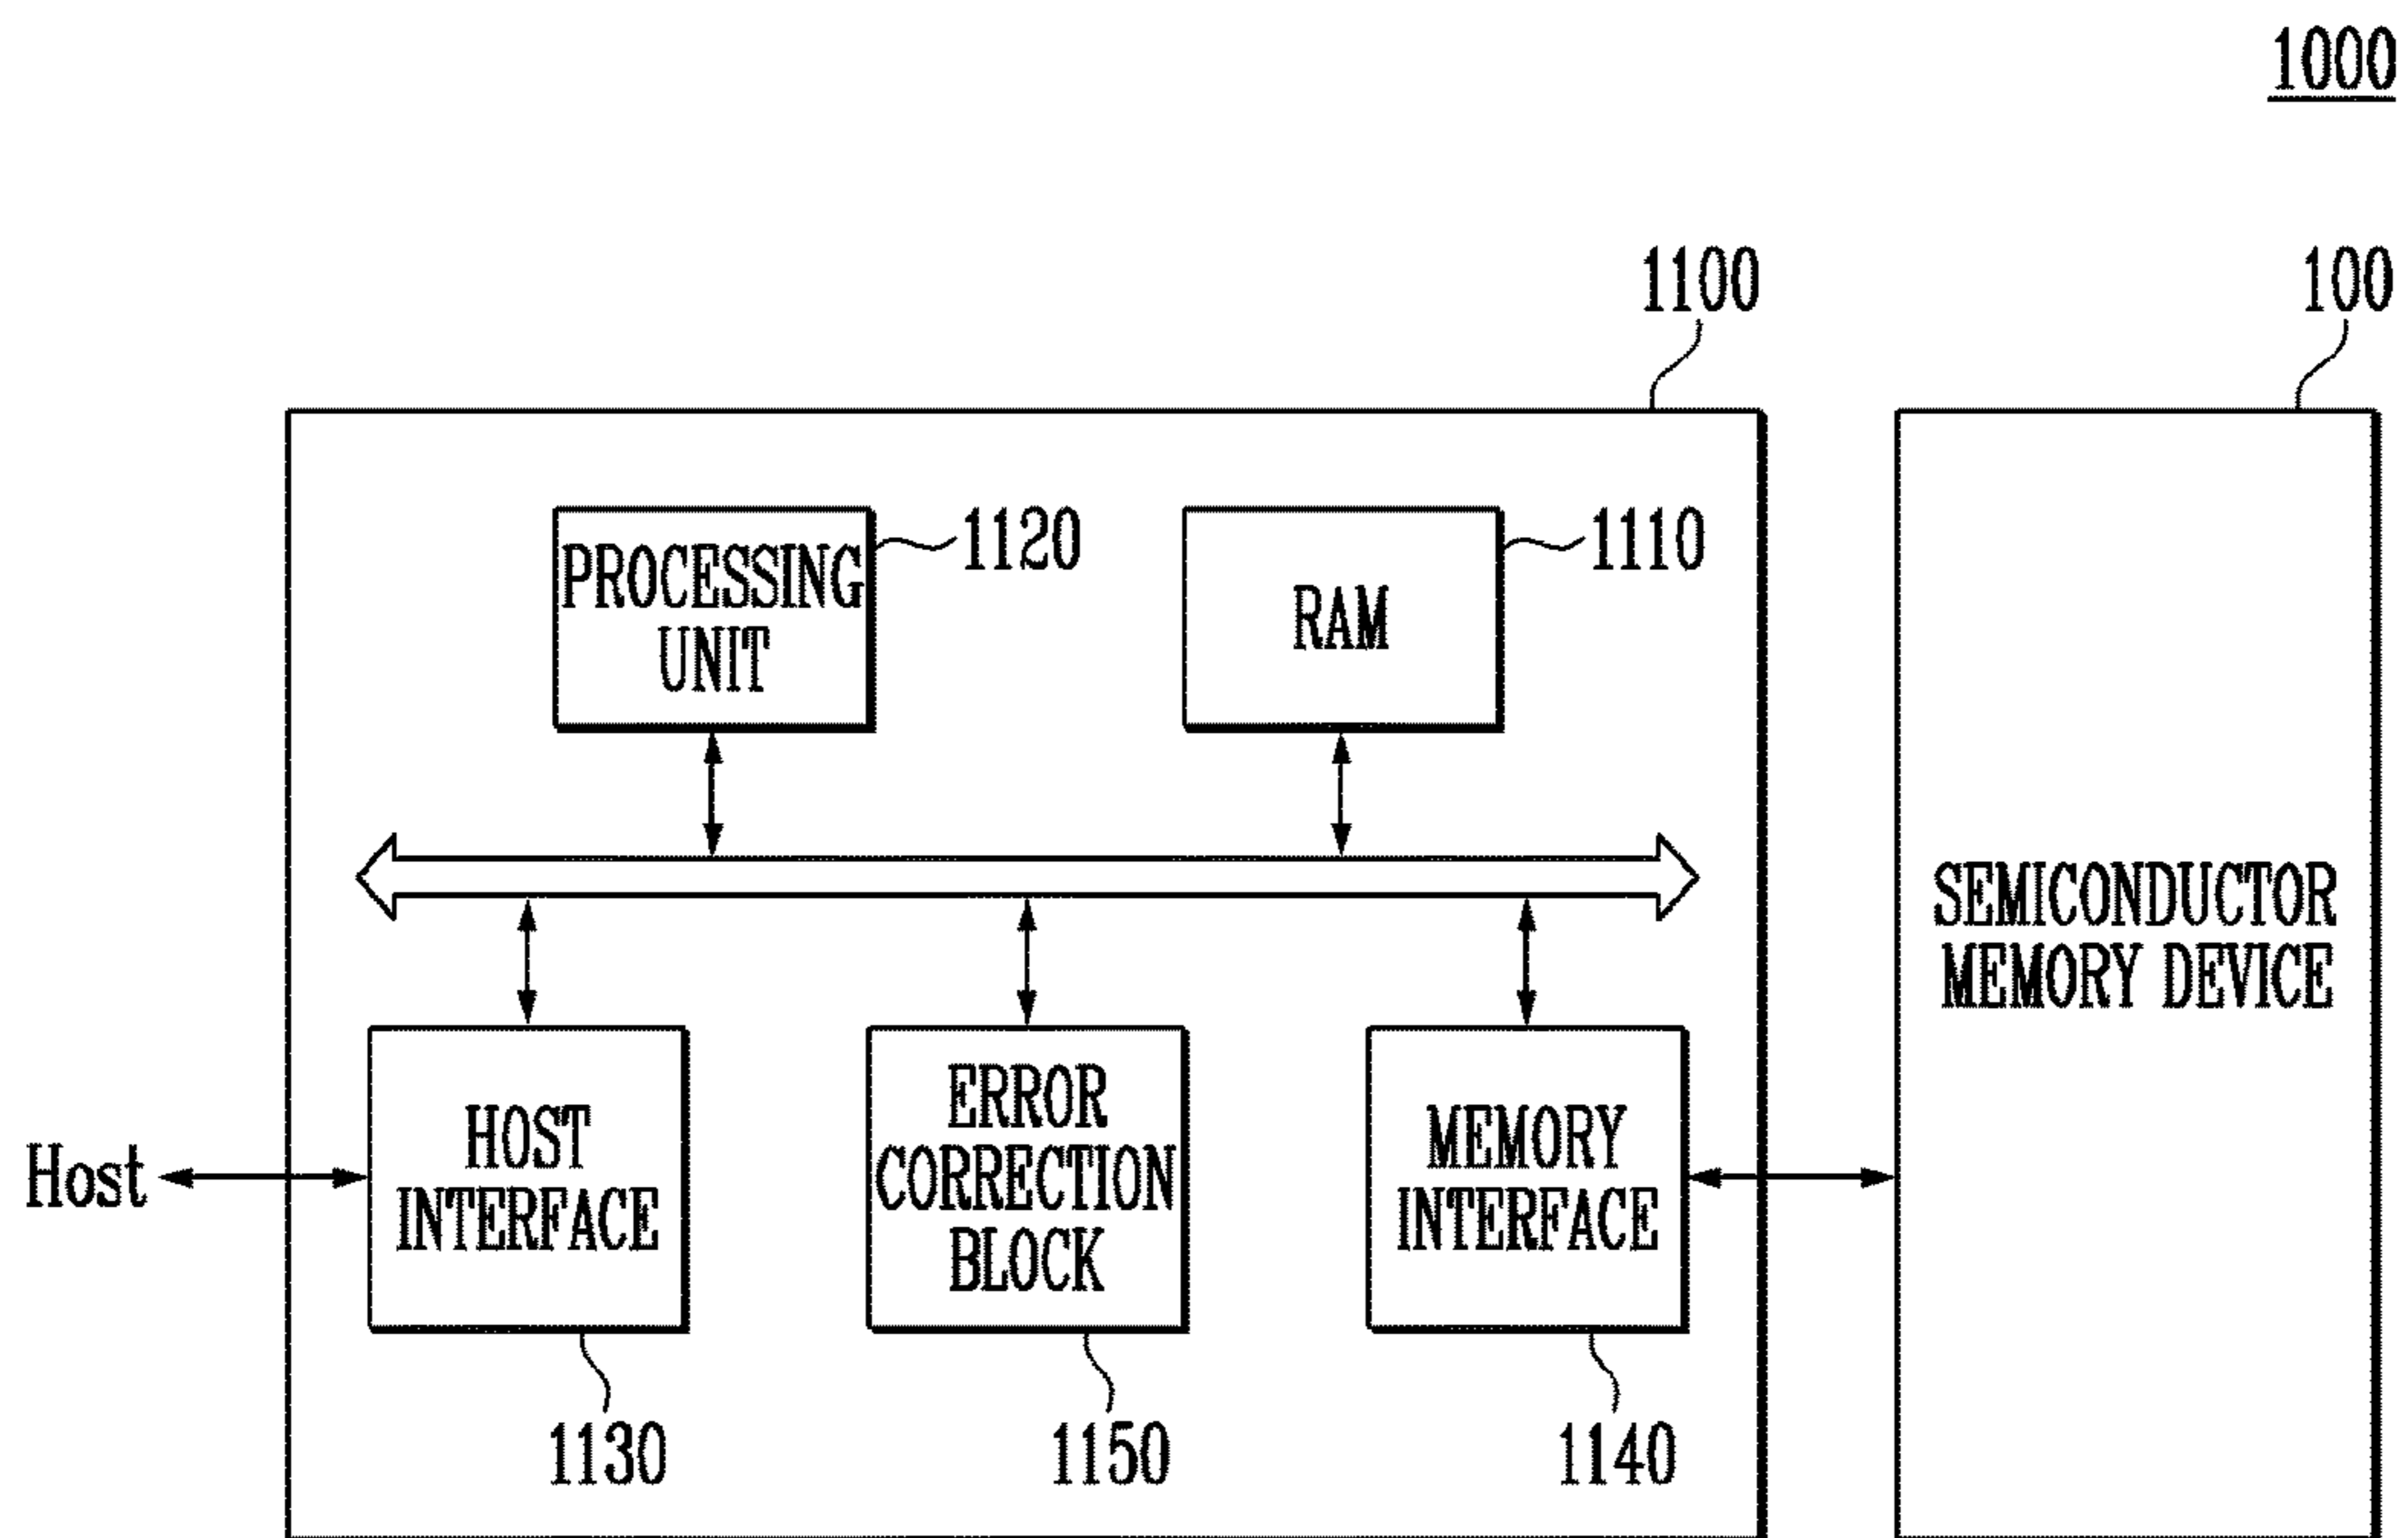 1000
1100
100
PROCESSING
UNIT
1120
RAM
1110
SEMICONDUCTOR
MEMORY DEVICE
Host
HOST
INTERFACE
ERROR
CORRECTION
BLOCK
MEMORY
INTERFACE
1130
1150
1140